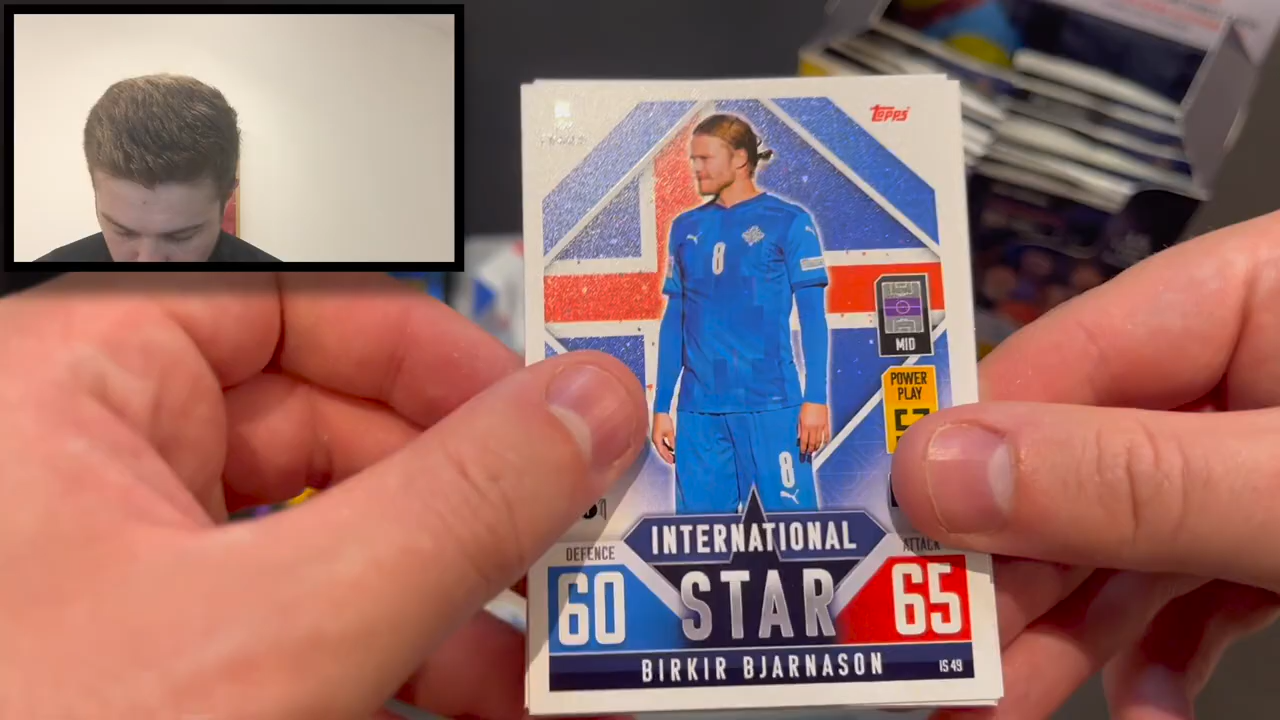 topps
8
MID
POWER
PLAY
8
INTERNATIONAL
STAR
DEFENCE
60
ATTACK
65
BIRKIR BJARNASON
IS 49